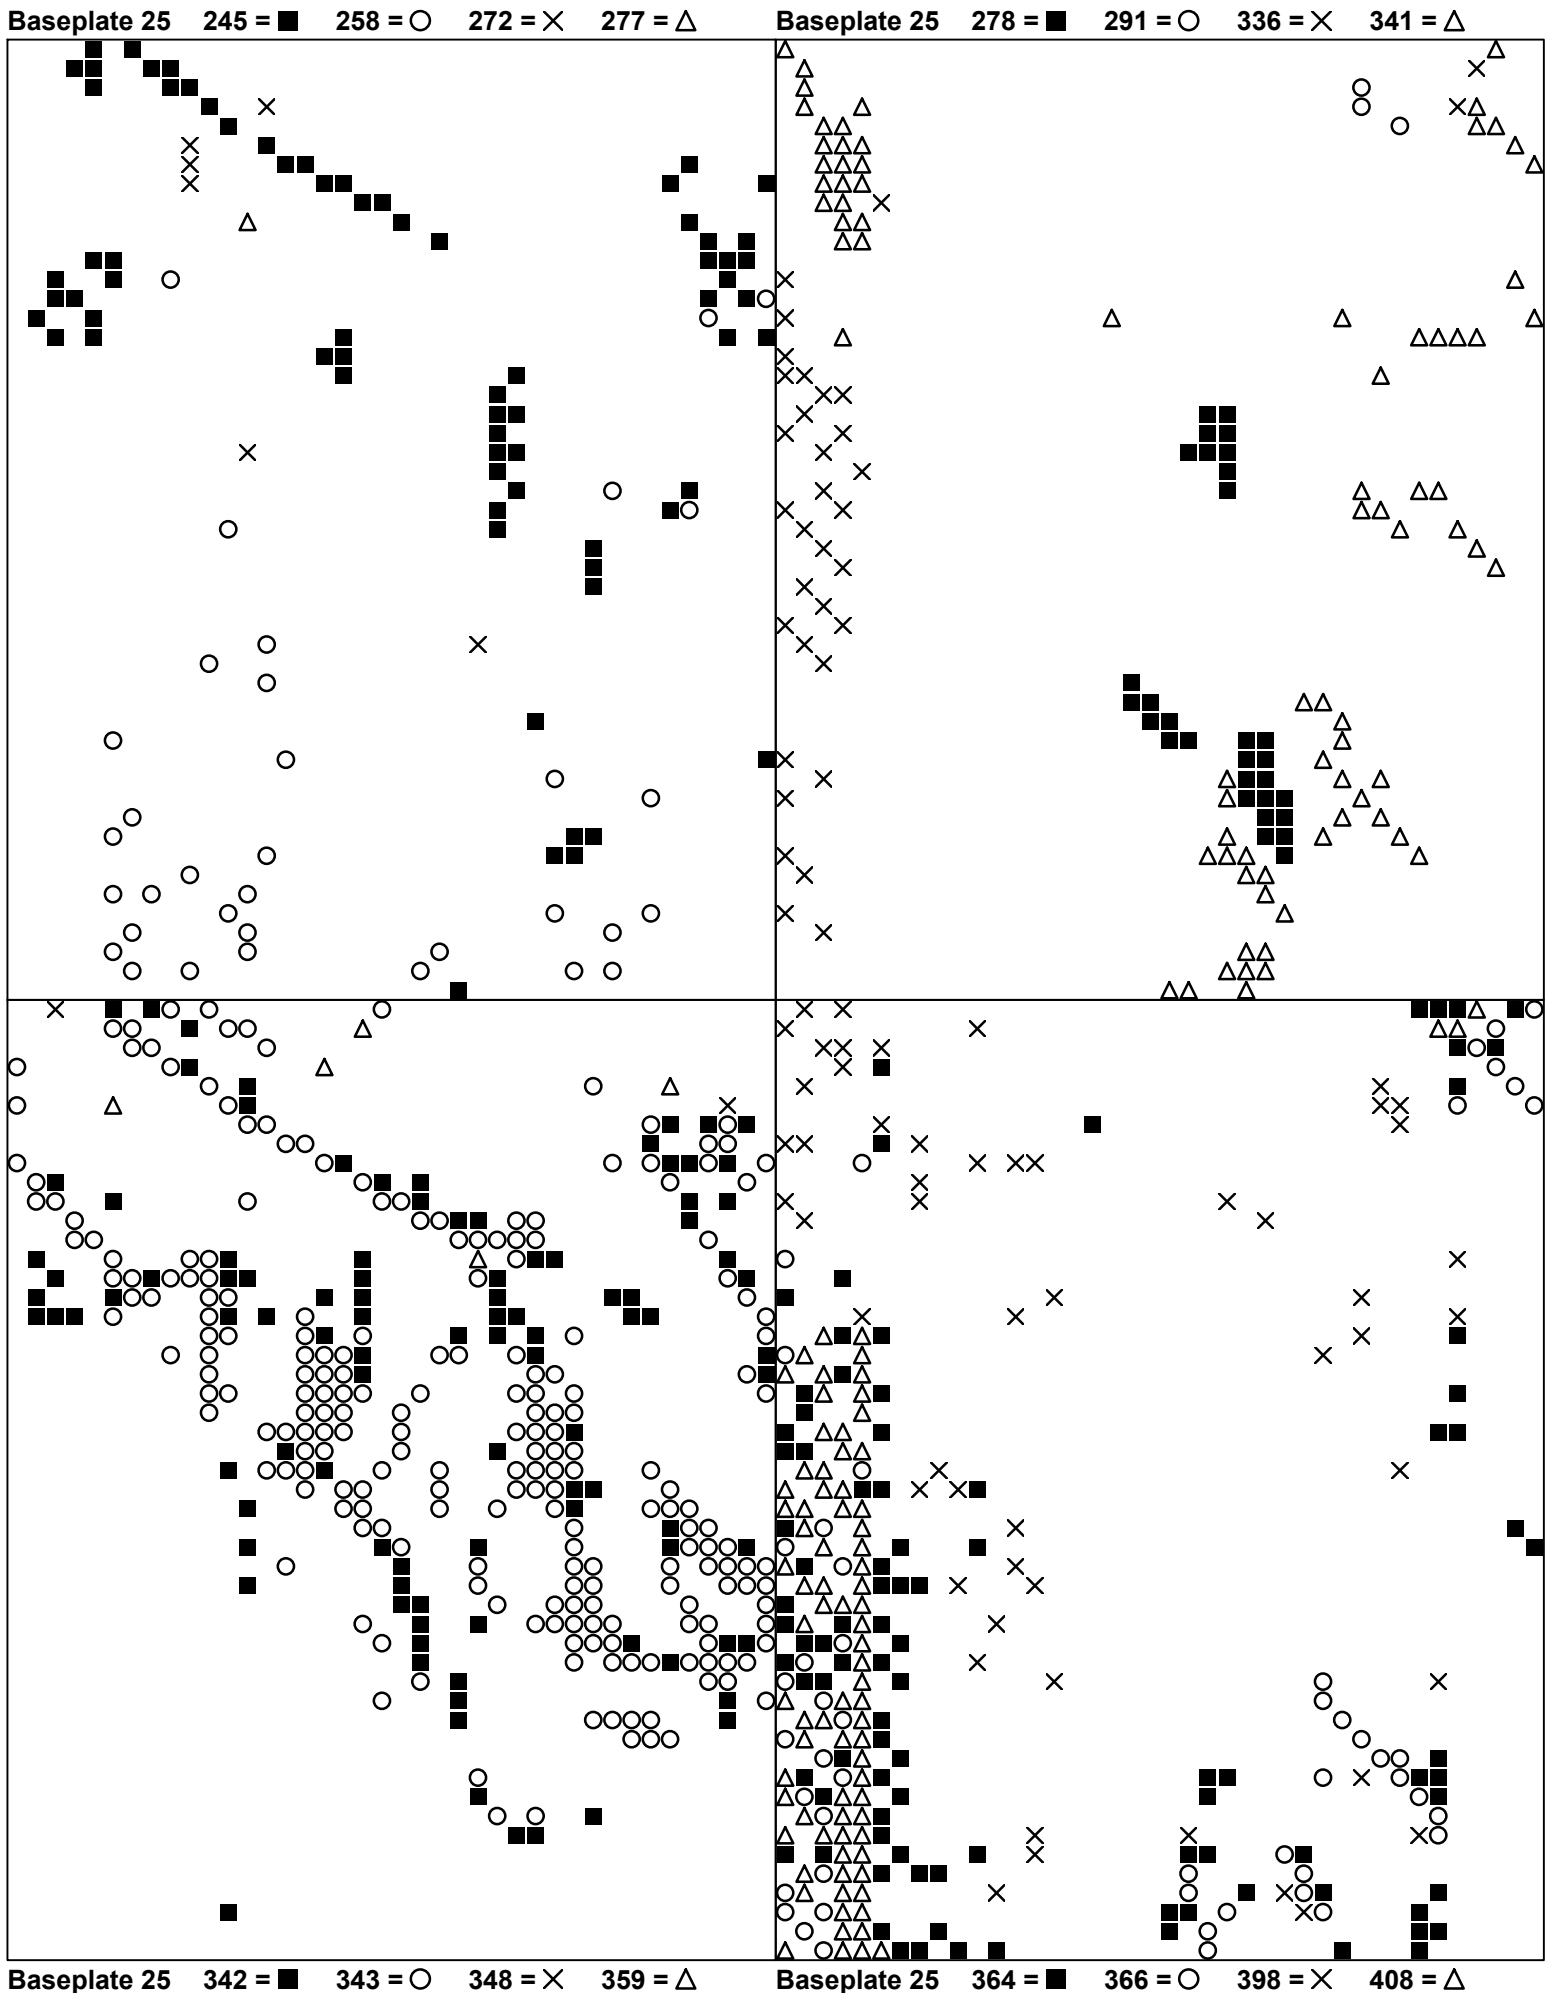 Baseplate 25 245 = ■ 258 = ○ 272 = × 277 = △
Baseplate 25 278 = ■ 291 = ○ 336 = × 341 = △
Baseplate 25 342 = ■ 343 = ○ 348 = × 359 = △
Baseplate 25 364 = ■ 366 = ○ 398 = × 408 = △